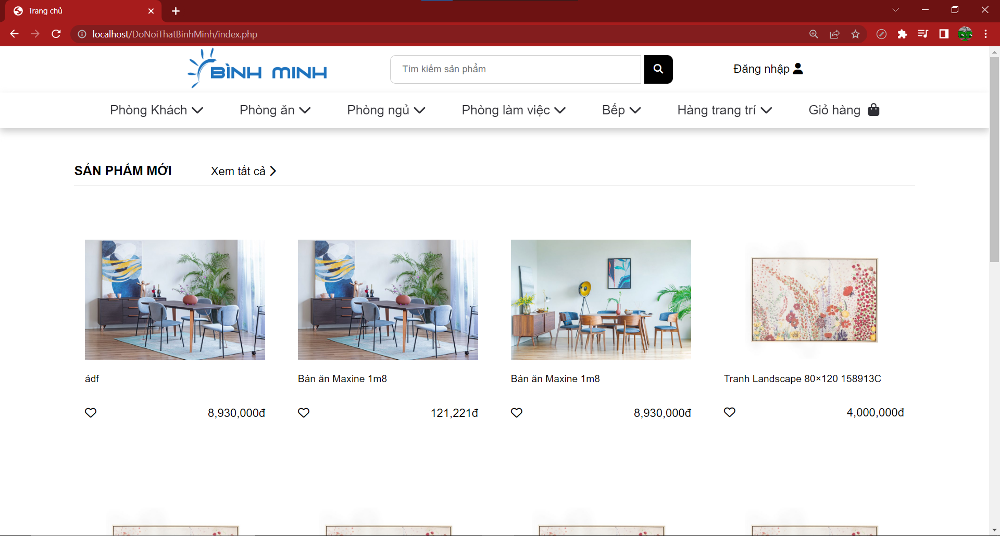 Trang chủ
localhost/DoNoiThatBinhMinh/index.php
BÌNH MINH
Tìm kiếm sản phẩm
Đăng nhập
Phòng Khách
Phòng ăn
Phòng ngủ
Phòng làm việc
Bếp
Hàng trang trí
Giỏ hàng
SẢN PHẨM MỚI
Xem tất cả
ádf
Bàn ăn Maxine 1m8
Bàn ăn Maxine 1m8
Tranh Landscape 80×120 158913C
8,930,000đ
121,221đ
8,930,000đ
4,000,000đ